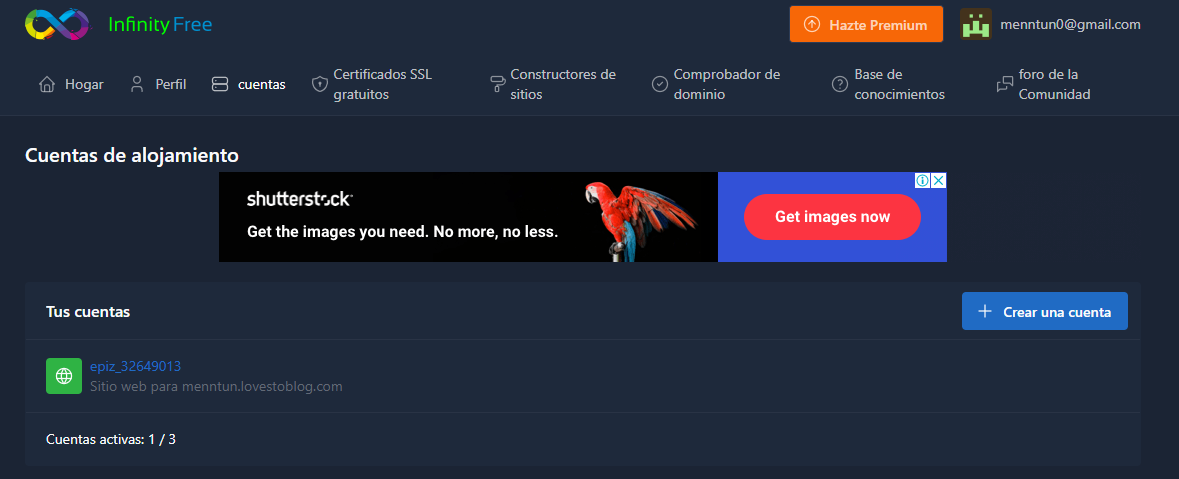 InfinityFree
Hazte Premium
menntun0@gmail.com
Hogar
Perfil
cuentas
Certificados SSL
gratuitos
Constructores de
sitios
Comprobador de
dominio
Base de
conocimientos
foro de la
Comunidad
Cuentas de alojamiento
shutterstock
Get the images you need. No more, no less.
Get images now
Tus cuentas
Crear una cuenta
epiz_32649013
Sitio web para menntun.lovestoblog.com
Cuentas activas: 1 / 3